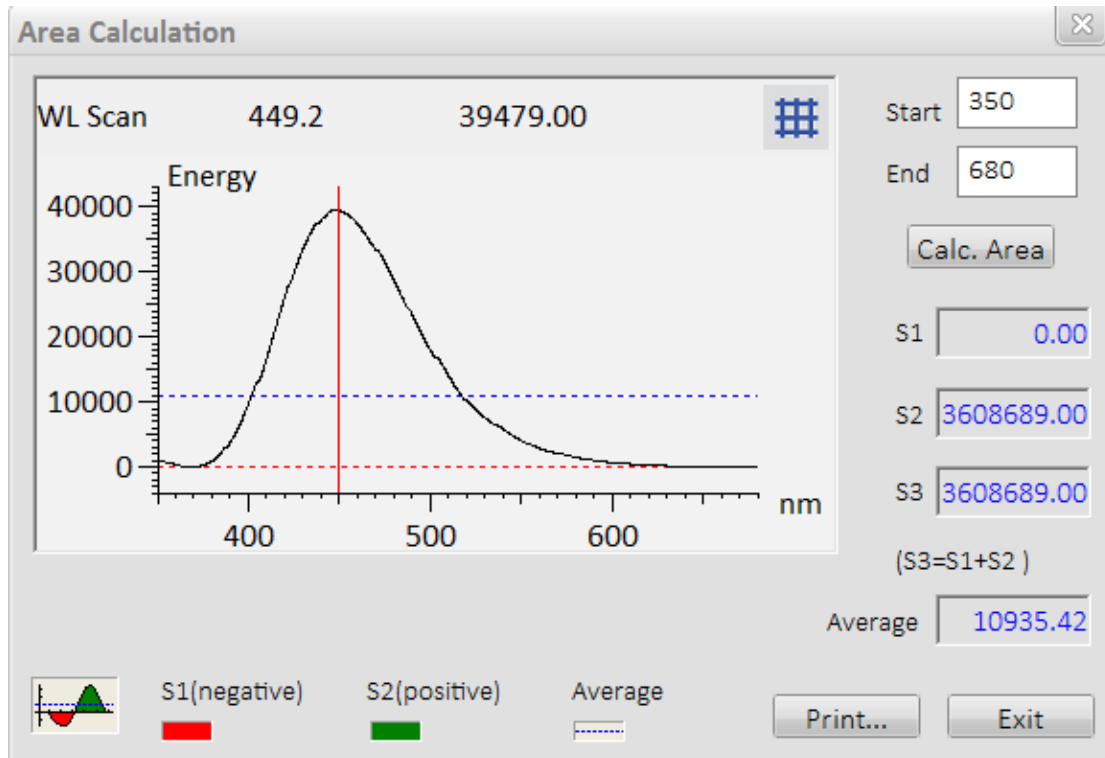 Area Calculation
WL Scan 449.2 39479.00
Energy
40000
30000
20000
10000
0
400 500 600
nm
Start 350
End 680
Calc. Area
S1 0.00
S2 3608689.00
S3 3608689.00
(S3=S1+S2 )
Average 10935.42
S1(negative) S2(positive) Average
Print... Exit